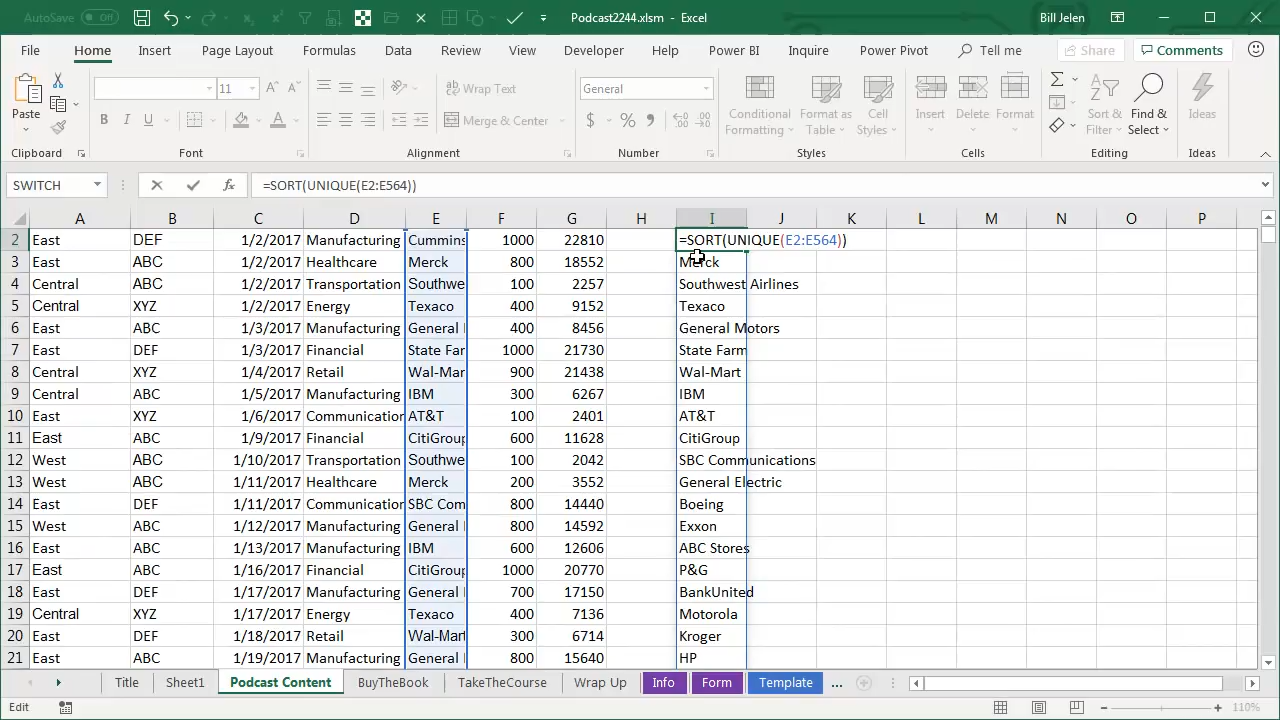 AutoSave Off Podcast2244.xlsm - Excel Bill Jelen
File Home Insert Page Layout Formulas Data Review View Developer Help Power BI Inquire Power Pivot Tell me Share Comments
Paste
11
B I U
Wrap Text
Merge & Center
General
$ % ,
Conditional Formatting
Format as Table
Cell Styles
Insert Delete Format
Sort & Filter
Find & Select
Ideas
Clipboard Font Alignment Number Styles Cells Editing Ideas
SWITCH fx =SORT(UNIQUE(E2:E564))
A B C D E F G H I J K L M N O P
2 East DEF 1/2/2017 Manufacturing Cummins 1000 22810 =SORT(UNIQUE(E2:E564))
3 East ABC 1/2/2017 Healthcare Merck 800 18552 Merck
4 Central ABC 1/2/2017 Transportation Southwe 100 2257 Southwest Airlines
5 Central XYZ 1/2/2017 Energy Texaco 400 9152 Texaco
6 East ABC 1/3/2017 Manufacturing General 400 8456 General Motors
7 East DEF 1/3/2017 Financial State Far 1000 21730 State Farm
8 Central XYZ 1/4/2017 Retail Wal-Mar 900 21438 Wal-Mart
9 Central ABC 1/5/2017 Manufacturing IBM 300 6267 IBM
10 East XYZ 1/6/2017 Communication AT&T 100 2401 AT&T
11 East ABC 1/9/2017 Financial CitiGroup 600 11628 CitiGroup
12 West ABC 1/10/2017 Transportation Southwe 100 2042 SBC Communications
13 West ABC 1/11/2017 Healthcare Merck 200 3552 General Electric
14 East DEF 1/11/2017 Communication SBC Com 800 14440 Boeing
15 West ABC 1/12/2017 Manufacturing General 800 14592 Exxon
16 East ABC 1/13/2017 Manufacturing IBM 600 12606 ABC Stores
17 East ABC 1/16/2017 Financial CitiGroup 1000 20770 P&G
18 East DEF 1/17/2017 Manufacturing General 700 17150 BankUnited
19 Central XYZ 1/17/2017 Energy Texaco 400 7136 Motorola
20 East DEF 1/18/2017 Retail Wal-Mart 300 6714 Kroger
21 East ABC 1/19/2017 Manufacturing General 800 15640 HP
Title Sheet1 Podcast Content BuyTheBook TakeTheCourse Wrap Up Info Form Template ...
Edit 110%